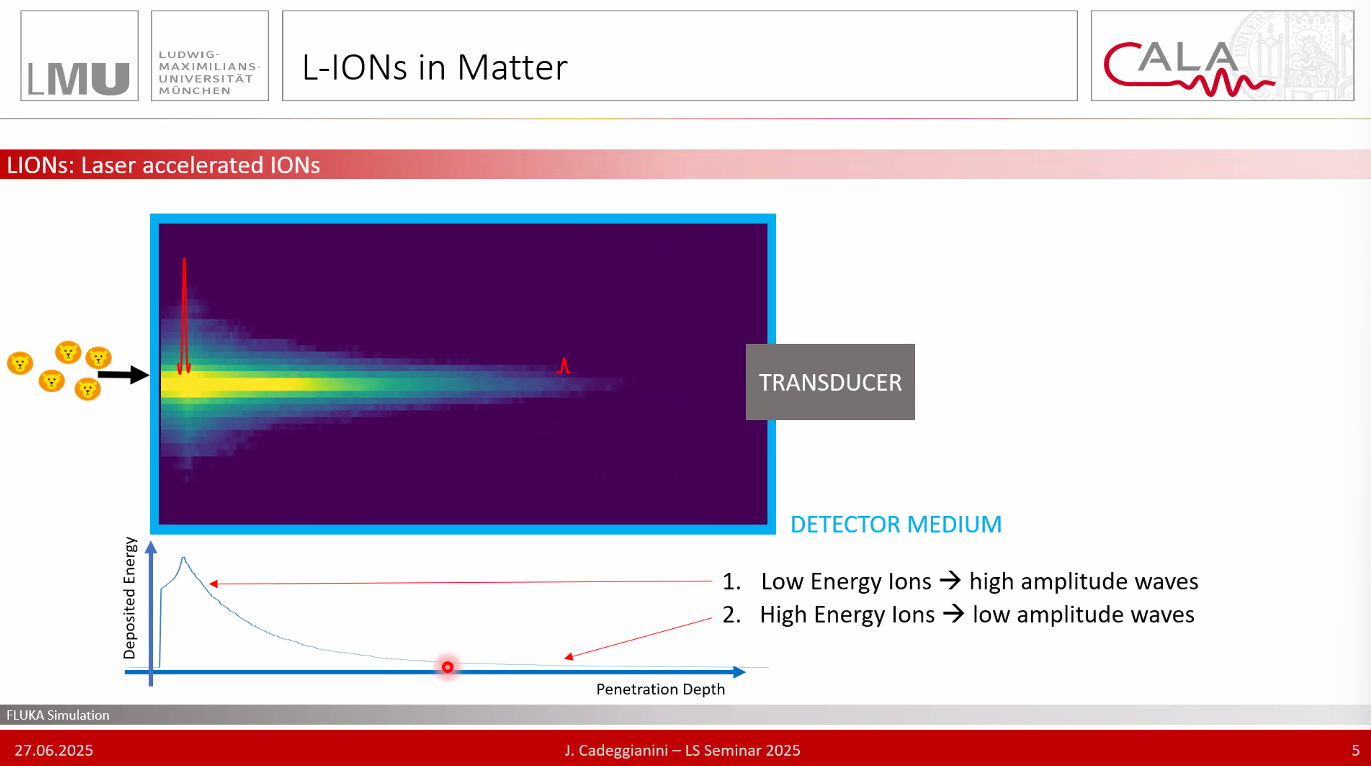 LMU
LUDWIG-
MAXIMILIANS-
UNIVERSITÄT
MÜNCHEN
L-IONs in Matter
CALA
LIONs: Laser accelerated IONs
TRANSDUCER
DETECTOR MEDIUM
Deposited Energy
1. Low Energy Ions → high amplitude waves
2. High Energy Ions → low amplitude waves
Penetration Depth
FLUKA Simulation
27.06.2025
J. Cadeggianini – LS Seminar 2025
5